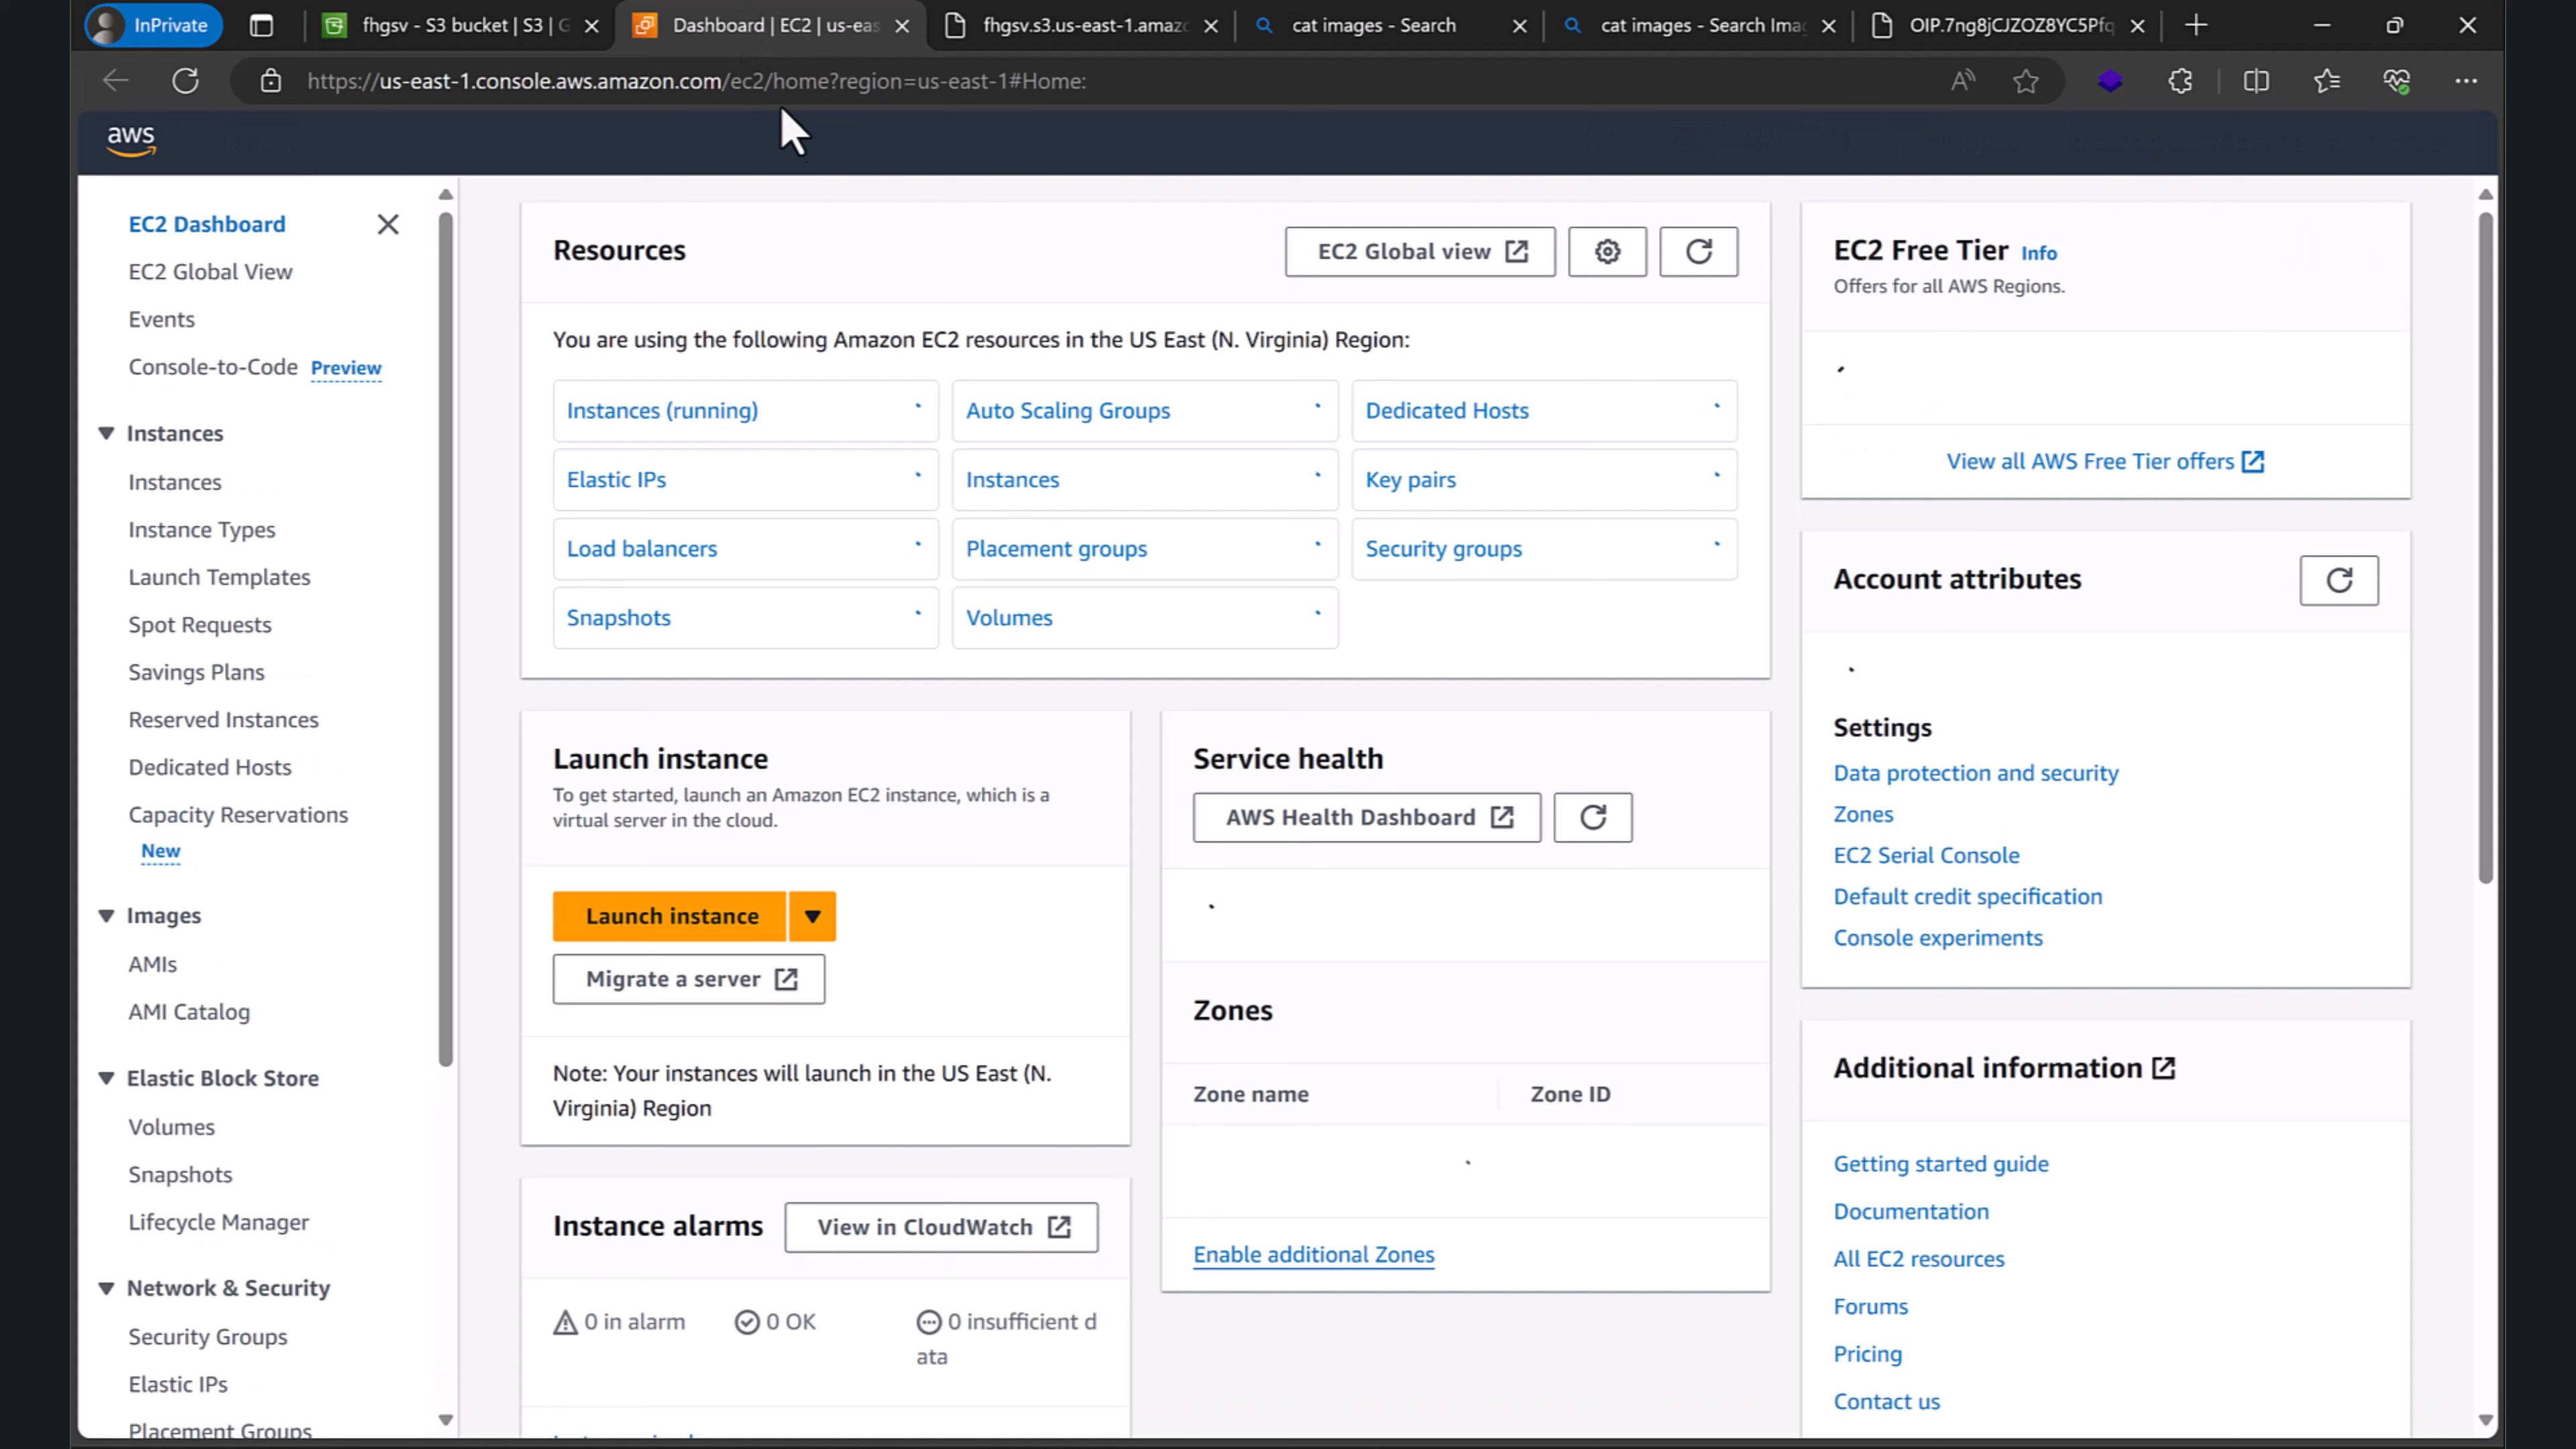 InPrivate
fhgsv - S3 bucket | S3 | G
Dashboard | EC2 | us-eas
fhgsv.s3.us-east-1.amazo
cat images - Search
cat images - Search Ima
OIP.7ng8jCJZOZ8YC5Pfq
https://us-east-1.console.aws.amazon.com/ec2/home?region=us-east-1#Home:
aws
EC2 Dashboard
EC2 Global View
Events
Console-to-Code Preview
Instances
Instances
Instance Types
Launch Templates
Spot Requests
Savings Plans
Reserved Instances
Dedicated Hosts
Capacity Reservations
New
Images
AMIs
AMI Catalog
Elastic Block Store
Volumes
Snapshots
Lifecycle Manager
Network & Security
Security Groups
Elastic IPs
Placement Groups
Resources
EC2 Global view
You are using the following Amazon EC2 resources in the US East (N. Virginia) Region:
Instances (running)
Auto Scaling Groups
Dedicated Hosts
Elastic IPs
Instances
Key pairs
Load balancers
Placement groups
Security groups
Snapshots
Volumes
Launch instance
To get started, launch an Amazon EC2 instance, which is a
virtual server in the cloud.
Launch instance
Migrate a server
Note: Your instances will launch in the US East (N.
Virginia) Region
Instance alarms
View in CloudWatch
0 in alarm
0 OK
0 insufficient d
ata
Service health
AWS Health Dashboard
Zones
Zone name
Zone ID
Enable additional Zones
EC2 Free Tier Info
Offers for all AWS Regions.
View all AWS Free Tier offers
Account attributes
Settings
Data protection and security
Zones
EC2 Serial Console
Default credit specification
Console experiments
Additional information
Getting started guide
Documentation
All EC2 resources
Forums
Pricing
Contact us